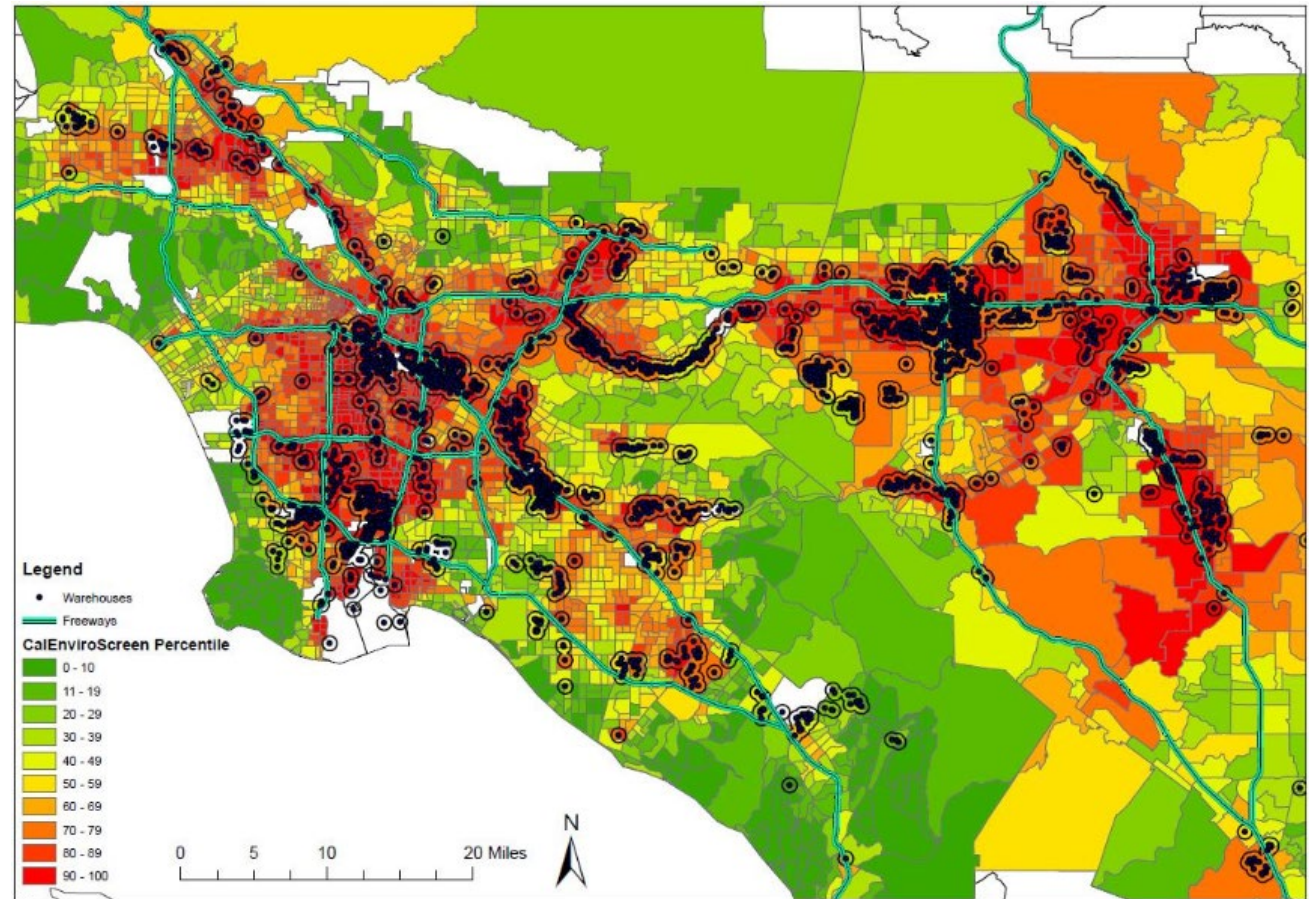 Legend
Warehouses
Freeways
CalEnviroScreen Percentile
0 - 10
11 - 19
20 - 29
30 - 39
40 - 49
50 - 59
60 - 69
70 - 79
80 - 89
90 - 100
0 5 10 20 Miles
N